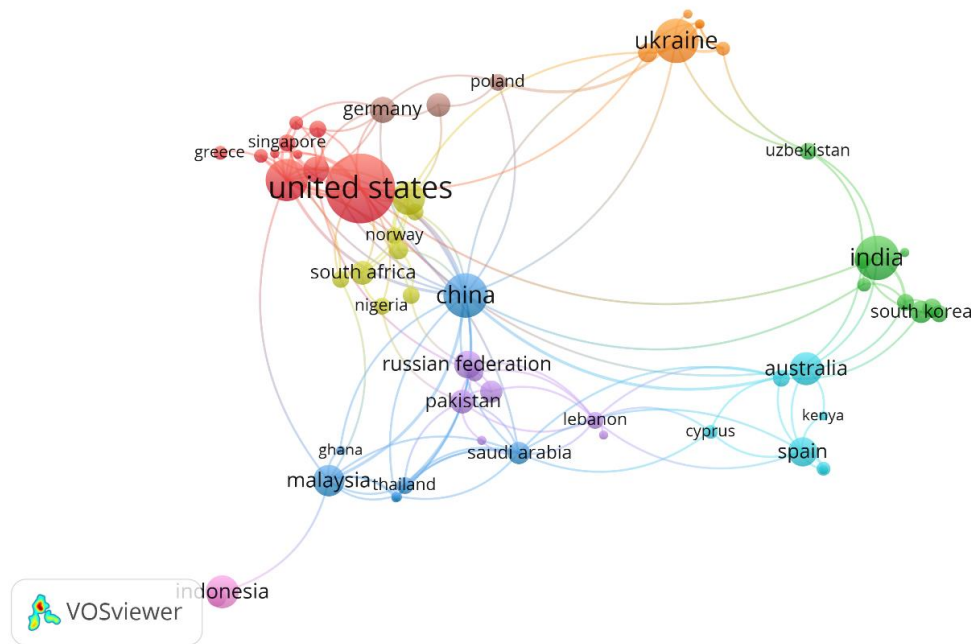 ukraine
poland
germany
singapore
greece
uzbekistan
united states
norway
india
south africa
china
nigeria
south korea
russian federation
australia
pakistan
kenya
lebanon
cyprus
ghana
saudi arabia
spain
malaysia
thailand
indonesia
VOSviewer